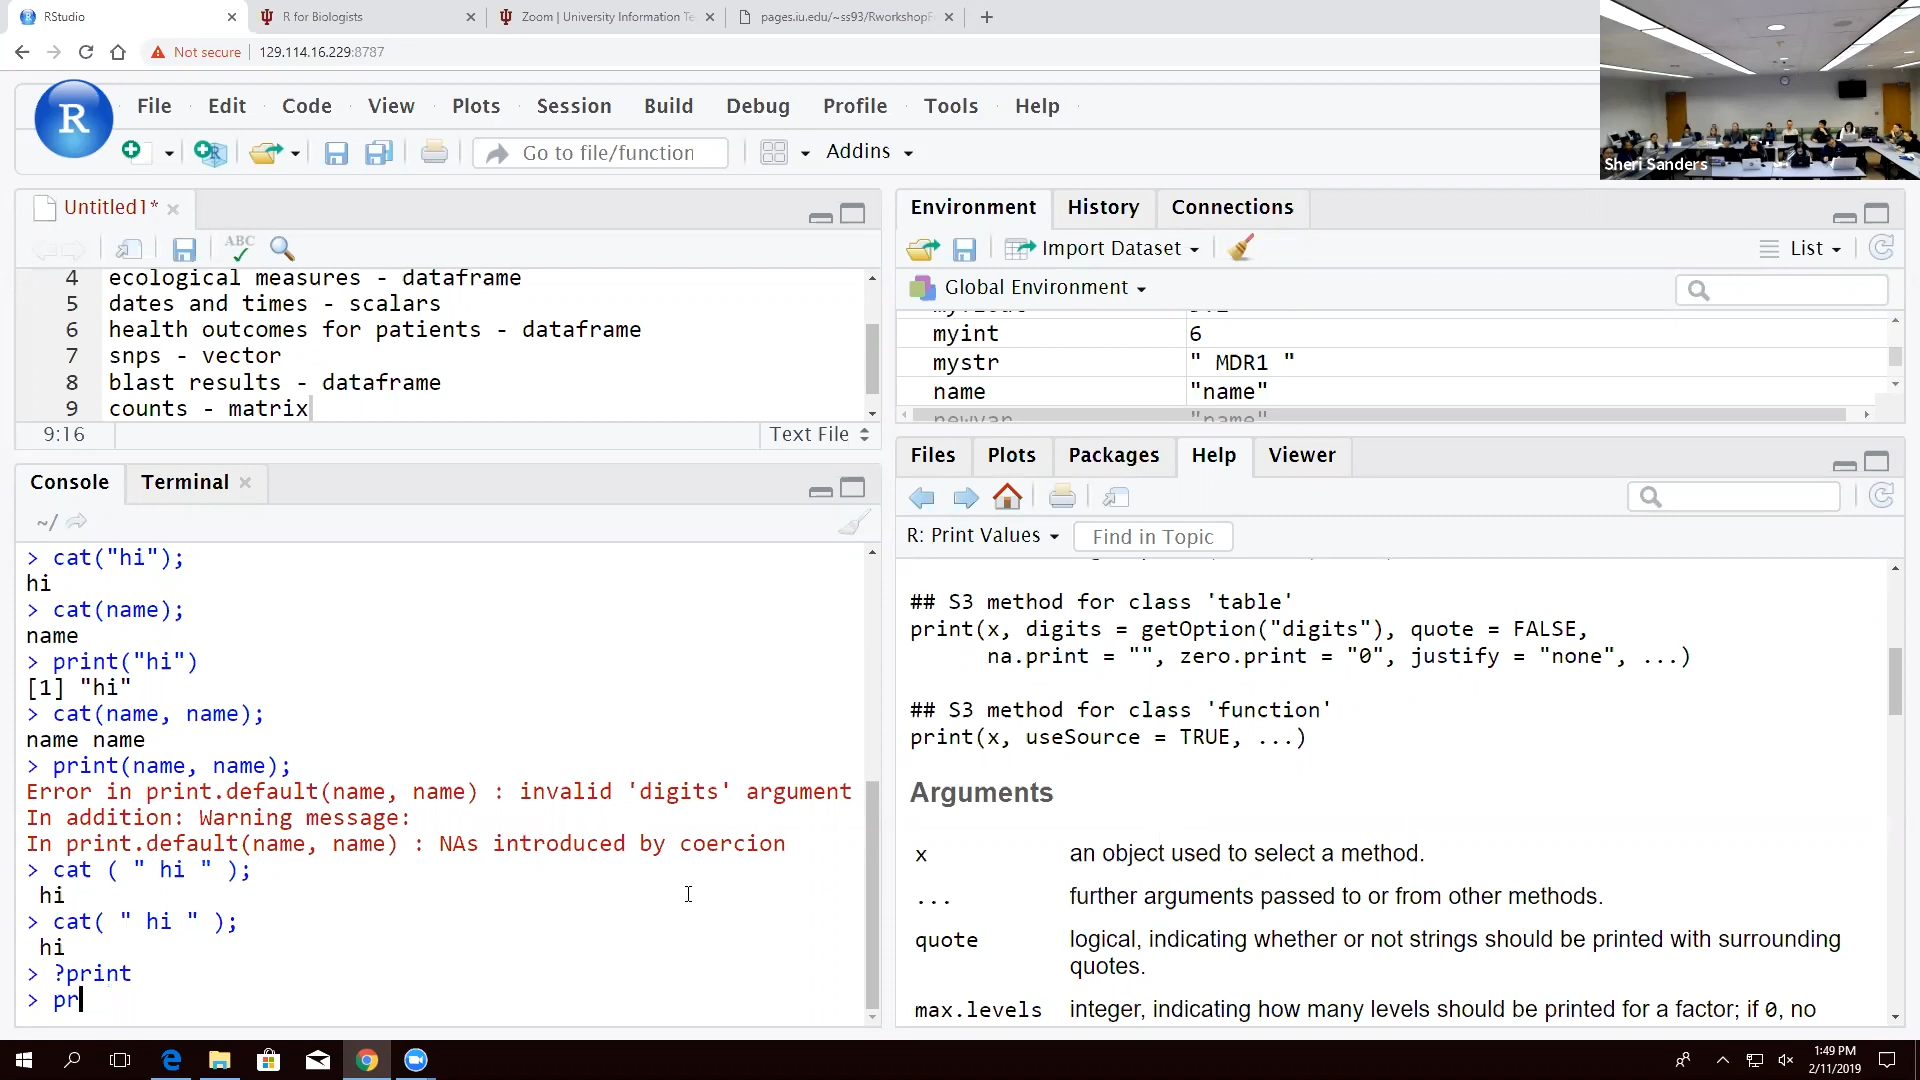 RStudio
R for Biologists
Zoom | University Information Te
pages.iu.edu/~ss93/RworkshopF
Not secure
129.114.16.229:8787
Sheri Sanders
R
File Edit Code View Plots Session Build Debug Profile Tools Help
Go to file/function
Addins
Untitled1*
ABC
4 ecological measures - dataframe
5 dates and times - scalars
6 health outcomes for patients - dataframe
7 snps - vector
8 blast results - dataframe
9 counts - matrix
9:16
Text File
Console Terminal
~/
> cat("hi");
hi
> cat(name);
name
> print("hi")
[1] "hi"
> cat(name, name);
name name
> print(name, name);
Error in print.default(name, name) : invalid 'digits' argument
In addition: Warning message:
In print.default(name, name) : NAs introduced by coercion
> cat ( " hi " );
hi
> cat( " hi " );
hi
> ?print
> pr
Environment History Connections
Import Dataset
List
Global Environment
myint 6
mystr " MDR1 "
name "name"
newvar "name"
Files Plots Packages Help Viewer
R: Print Values
Find in Topic
## S3 method for class 'table'
print(x, digits = getOption("digits"), quote = FALSE,
na.print = "", zero.print = "0", justify = "none", ...)
## S3 method for class 'function'
print(x, useSource = TRUE, ...)
Arguments
x an object used to select a method.
... further arguments passed to or from other methods.
quote logical, indicating whether or not strings should be printed with surrounding
quotes.
max.levels integer, indicating how many levels should be printed for a factor; if 0, no
1:49 PM
2/11/2019